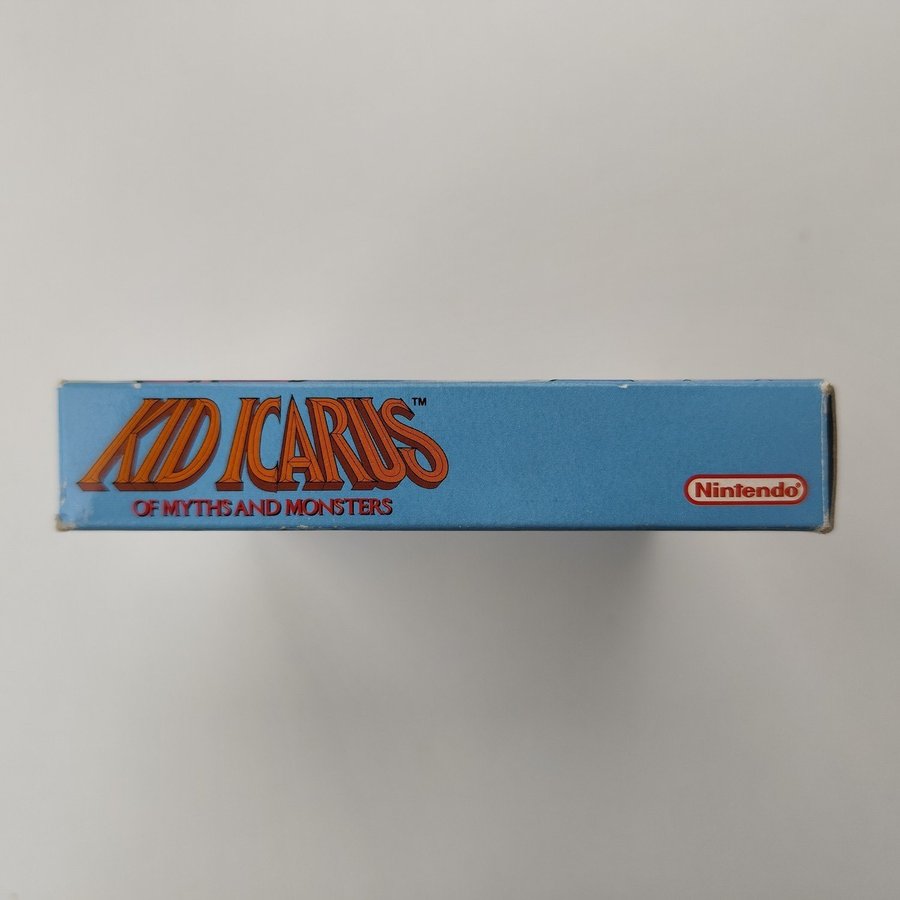 KID ICARUS™
OF MYTHS AND MONSTERS
Nintendo®